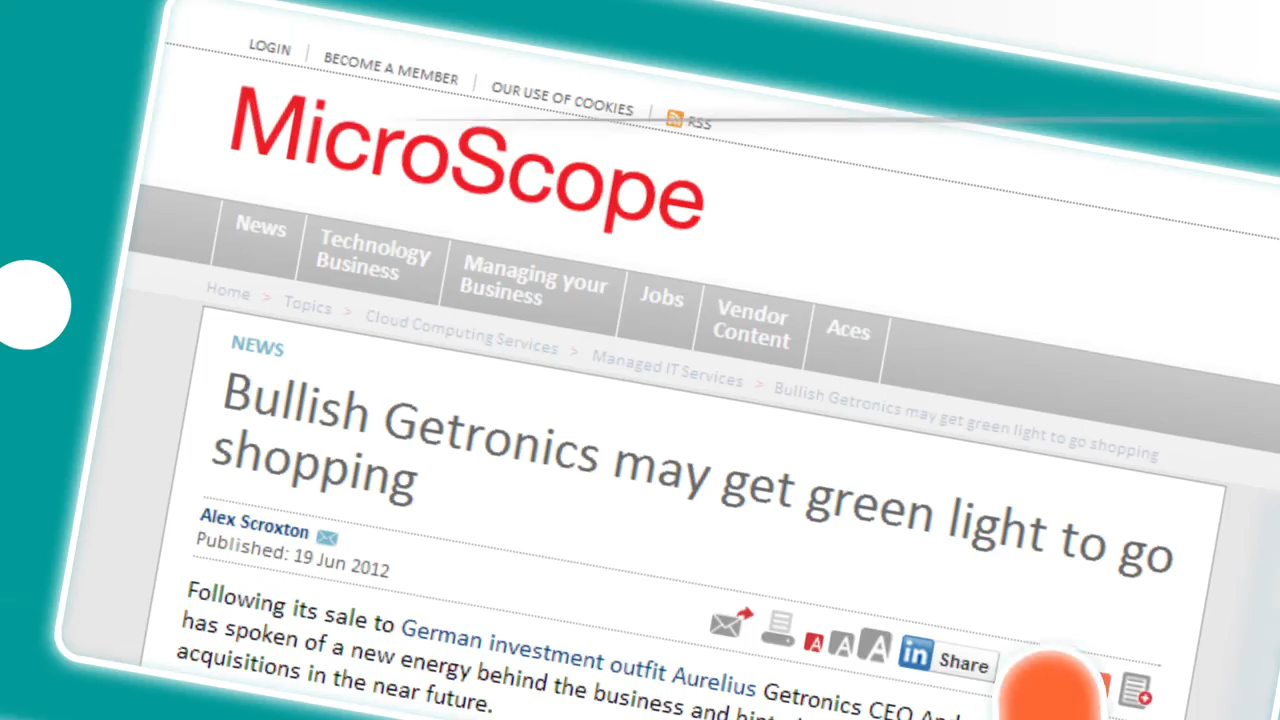 LOGIN | BECOME A MEMBER | OUR USE OF COOKIES | RSS
MicroScope
News
Technology Business
Managing your Business
Jobs
Vendor Content
Aces
Home > Topics > Cloud Computing Services > Managed IT Services > Bullish Getronics may get green light to go shopping
NEWS
Bullish Getronics may get green light to go
shopping
Alex Scroxton
Published: 19 Jun 2012
A A A in Share
Following its sale to German investment outfit Aurelius Getronics CEO
has spoken of a new energy behind the business and
acquisitions in the near future.